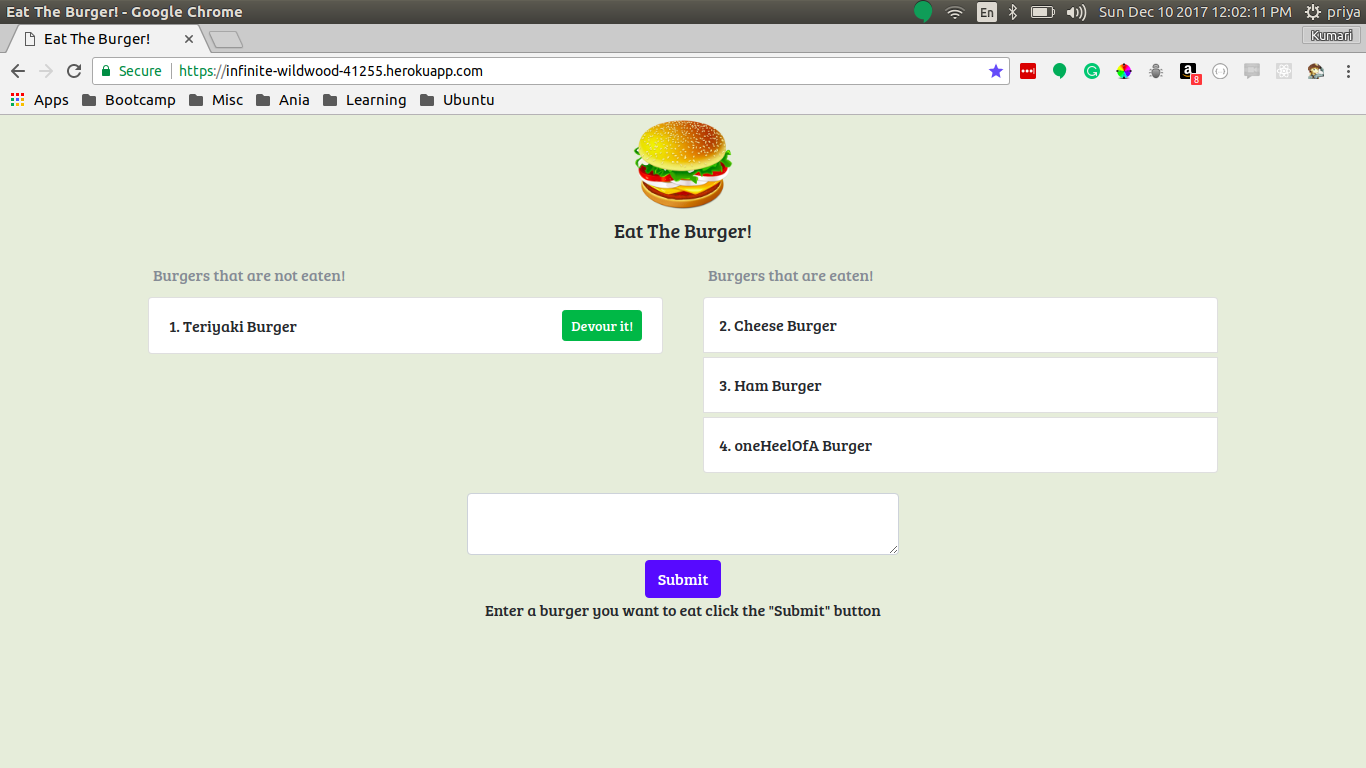 Eat The Burger! - Google Chrome
En
Sun Dec 10 2017 12:02:11 PM
priya
Eat The Burger!
Kumari
Secure
https://infinite-wildwood-41255.herokuapp.com
a
8
Apps
Bootcamp
Misc
Ania
Learning
Ubuntu
Eat The Burger!
Burgers that are not eaten!
1. Teriyaki Burger
Devour it!
Burgers that are eaten!
2. Cheese Burger
3. Ham Burger
4. oneHeelOfA Burger
Submit
Enter a burger you want to eat click the "Submit" button